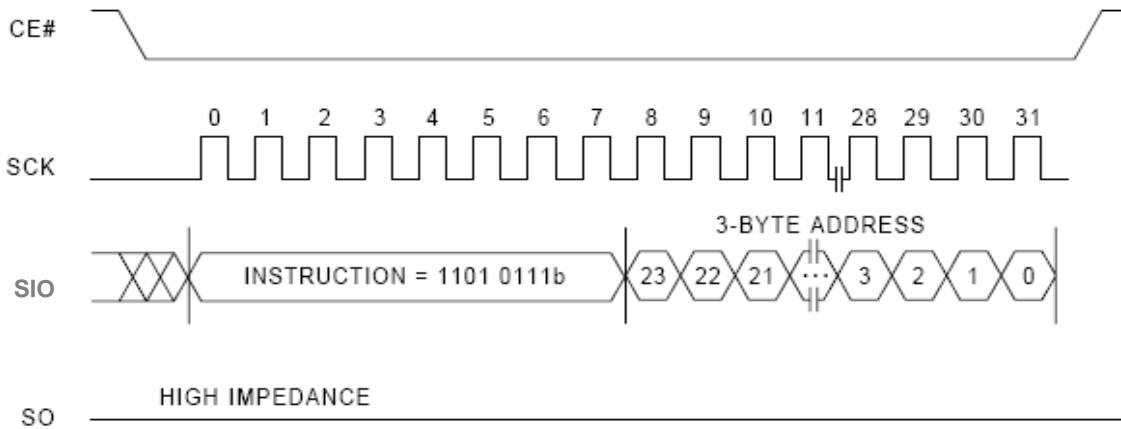 CE#
0 1 2 3 4 5 6 7 8 9 10 11 28 29 30 31
SCK
3-BYTE ADDRESS
SIO INSTRUCTION = 1101 0111b 23 22 21 ... 3 2 1 0
HIGH IMPEDANCE
SO